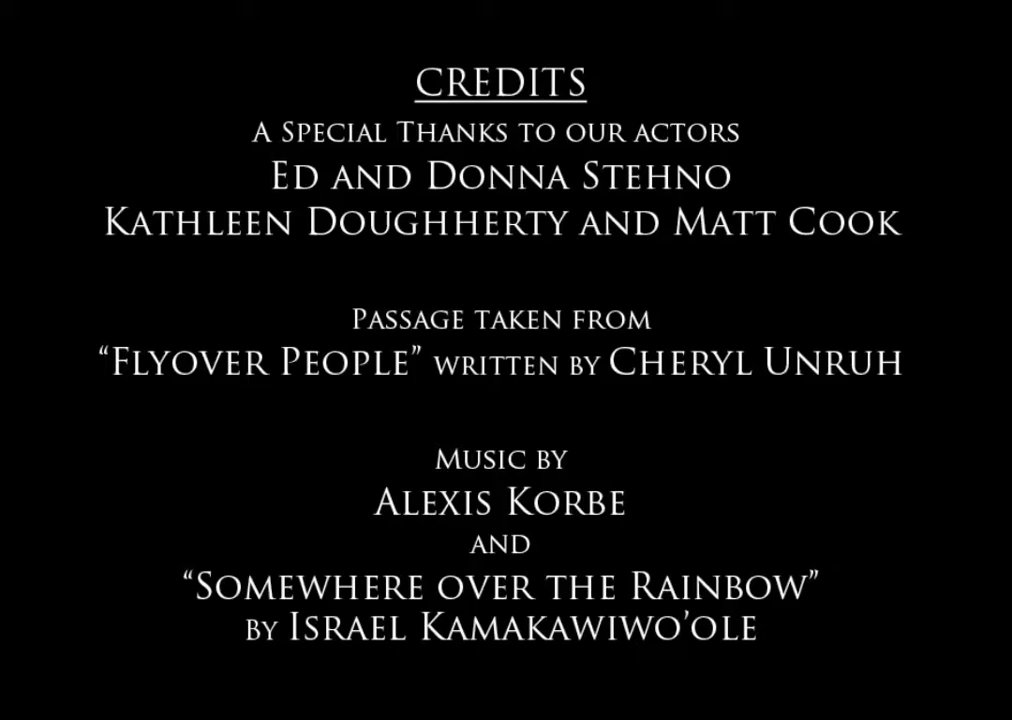 CREDITS
A Special Thanks to our actors
Ed and Donna Stehno
Kathleen Doughherty and Matt Cook
Passage taken from
“Flyover People” written by Cheryl Unruh
Music by
Alexis Korbe
and
“Somewhere over the Rainbow”
By Israel Kamakawiwo’ole